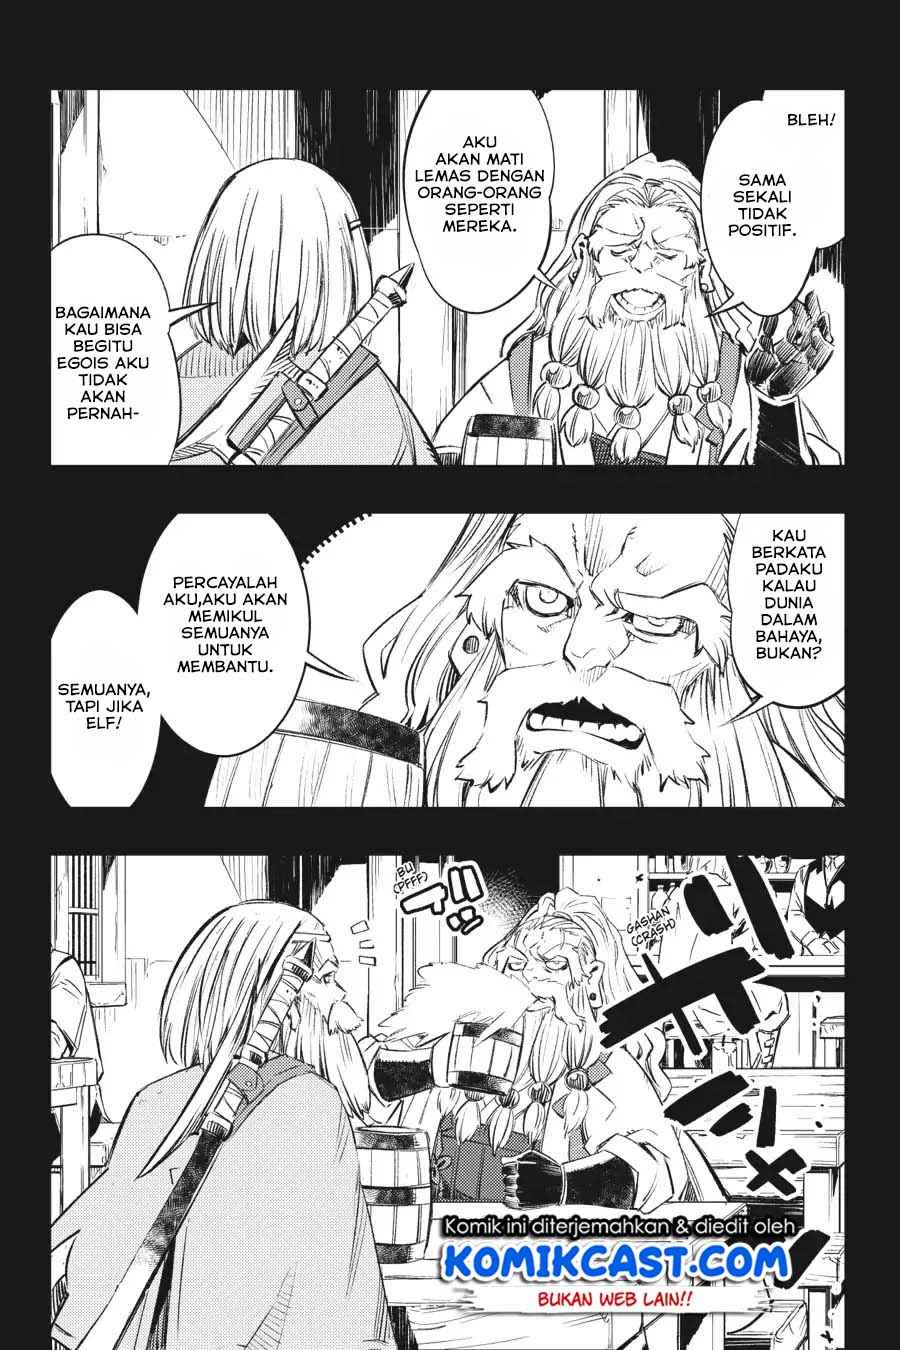 BLEH!
SAMA
SEKALI
TIDAK
POSITIF.
AKU
AKAN MATI
LEMAS DENGAN
ORANG-ORANG
SEPERTI
MEREKA.
BAGAIMANA
KAU BISA
BEGITU
EGOIS AKU
TIDAK
AKAN
PERNAH-
KAU
BERKATA
PADAKU
KALAU
DUNIA
DALAM
BAHAYA,
BUKAN?
PERCAYALAH
AKU,AKU AKAN
MEMIKUL
SEMUANYA
UNTUK
MEMBANTU.
SEMUANYA,
TAPI JIKA
ELF!
GASHAN
(CRASH)
BU
(PFFF)
ブッ
Komik ini diterjemahkan & diedit oleh
KOMIKCAST.COM
BUKAN WEB LAIN!!